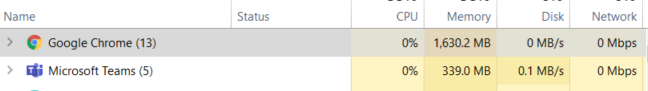 Name Status CPU Memory Disk Network
Google Chrome (13) 0% 1,630.2 MB 0 MB/s 0 Mbps
Microsoft Teams (5) 0% 339.0 MB 0.1 MB/s 0 Mbps